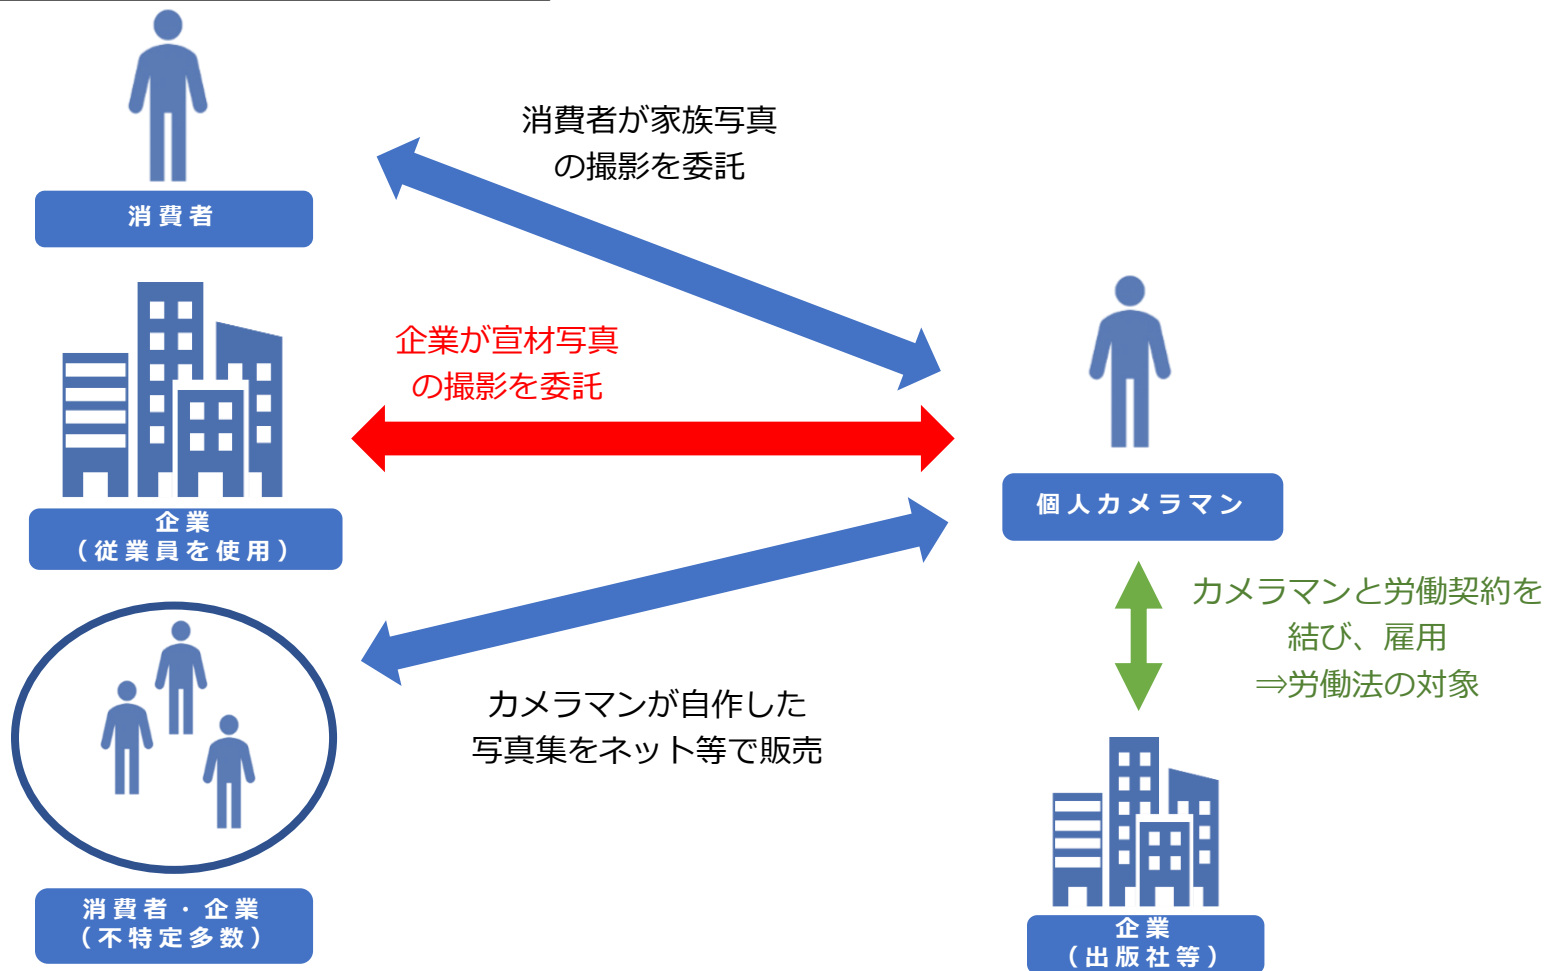 消費者が家族写真
の撮影を委託
消費者
企業が宣材写真
の撮影を委託
個人カメラマン
企業
（従業員を使用）
カメラマンと労働契約を
結び、雇用
⇒労働法の対象
カメラマンが自作した
写真集をネット等で販売
消費者・企業
（不特定多数）
企業
（出版社等）